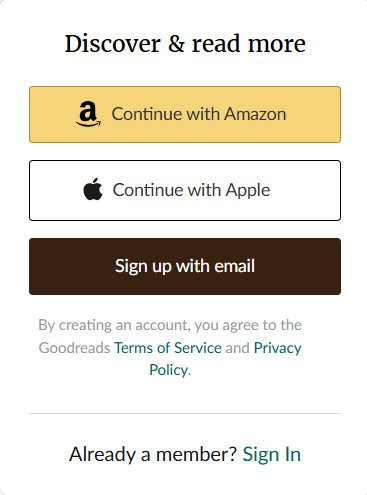 Discover & read more
Continue with Amazon
Continue with Apple
Sign up with email
By creating an account, you agree to the
Goodreads Terms of Service and Privacy
Policy.
Already a member? Sign In